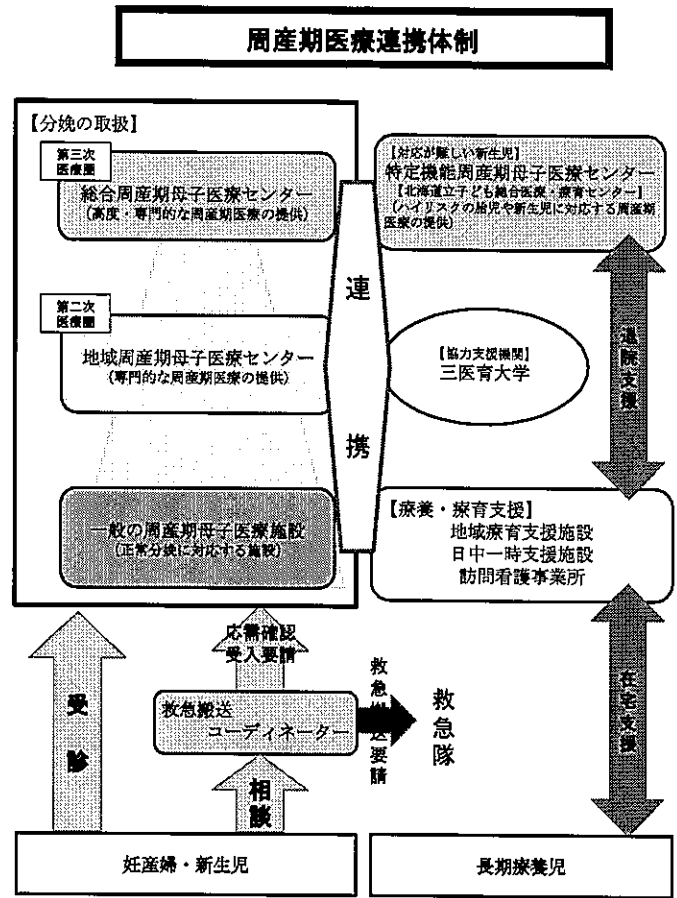 周産期医療連携体制
【分娩の取扱】
第三次
医療圏
総合周産期母子医療センター
(高度・専門的な周産期医療の提供)
第二次
医療圏
地域周産期母子医療センター
(専門的な周産期医療の提供)
一般の周産期母子医療施設
(正常分娩に対応する施設)
連
携
【対応が難しい新生児】
特定機能周産期母子医療センター
【北海道立子ども総合医療・療育センター】
(ハイリスクの胎児や新生児に対応する周産期
医療の提供)
退院支援
【協力支援機関】
三医育大学
【療養・療育支援】
地域療育支援施設
日中一時支援施設
訪問看護事業所
応需確認
受入要請
受診
救急搬送
コーディネーター
救急搬送要請
救急隊
相談
在宅支援
妊産婦・新生児
長期療養児